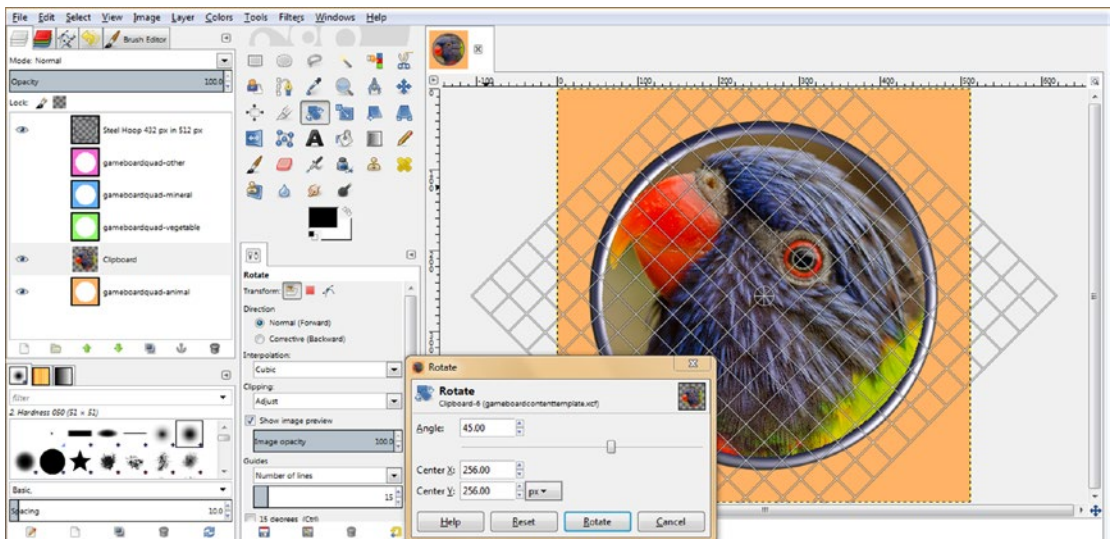 File Edit Select View Image Layer Colors Tools Filters Windows Help
Brush Editor
Mode: Normal
Opacity 100.0
Lock:
Steel Hoop 432 px in 512 px
gameboardquad-other
gameboardquad-mineral
gameboardquad-vegetable
Clipboard
gameboardquad-animal
filter
2. Hardness 050 (51 × 51)
Basic,
Spacing 10.0
Rotate
Transform:
Direction
Normal (Forward)
Corrective (Backward)
Interpolation:
Cubic
Clipping:
Adjust
Show image preview
Image opacity 100.0
Guides
Number of lines
15
15 degrees (Ctrl)
-100 0 100 200 300 400 500 600
Rotate
Rotate
Clipboard-6 (gameboardcontenttemplate.xcf)
Angle: 45.00
Center X: 256.00
Center Y: 256.00 px
Help Reset Rotate Cancel